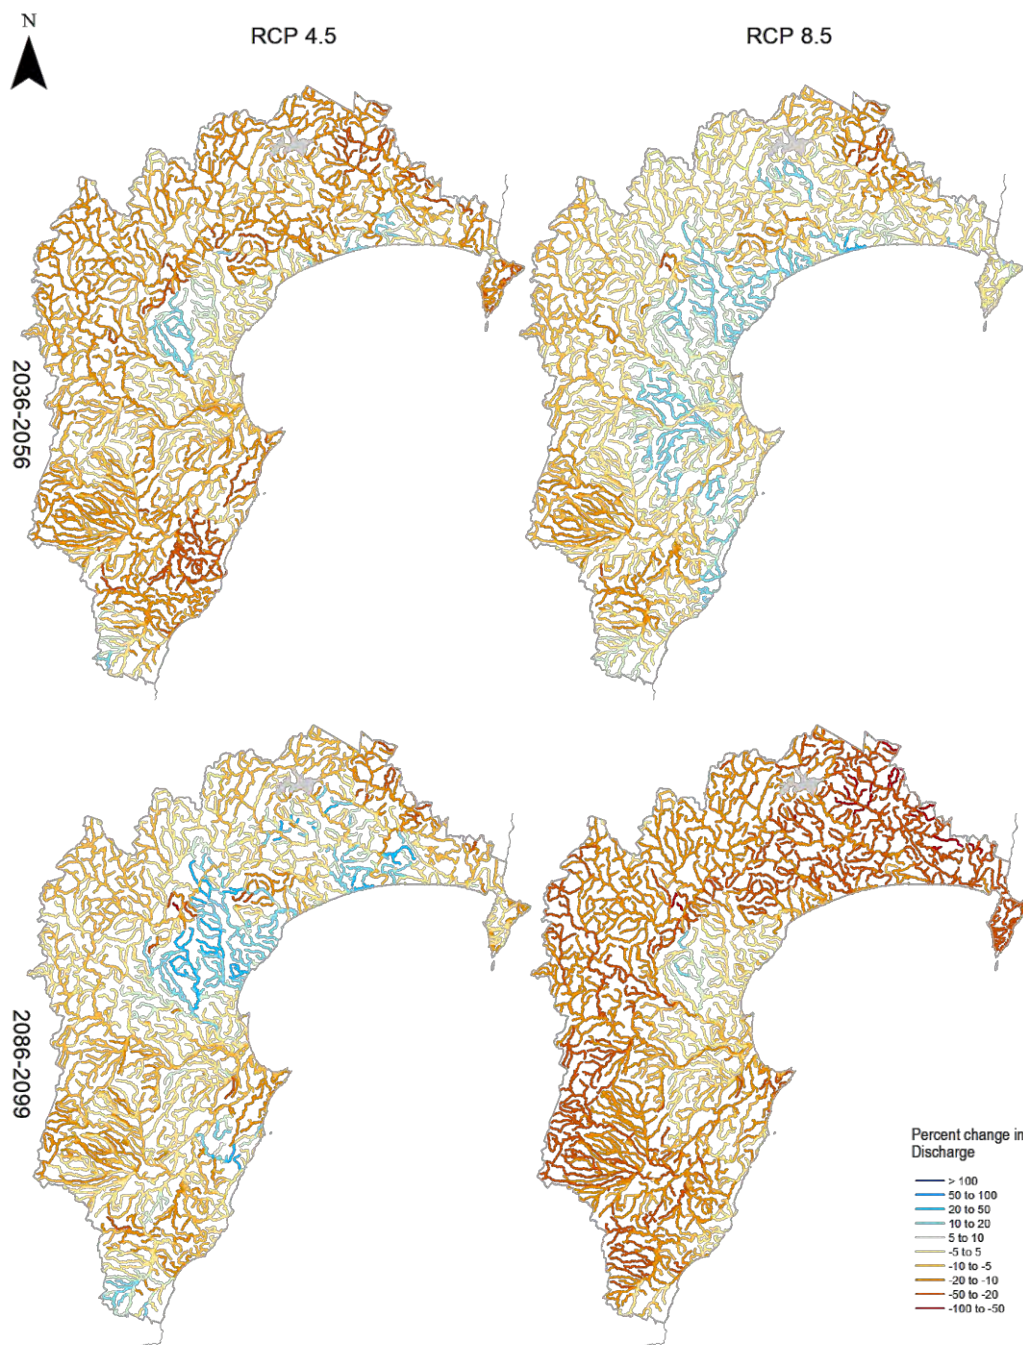 N
RCP 4.5
RCP 8.5
2036-2056
2086-2099
Percent change in
Discharge
> 100
50 to 100
20 to 50
10 to 20
5 to 10
-5 to 5
-10 to -5
-20 to -10
-50 to -20
-100 to -50